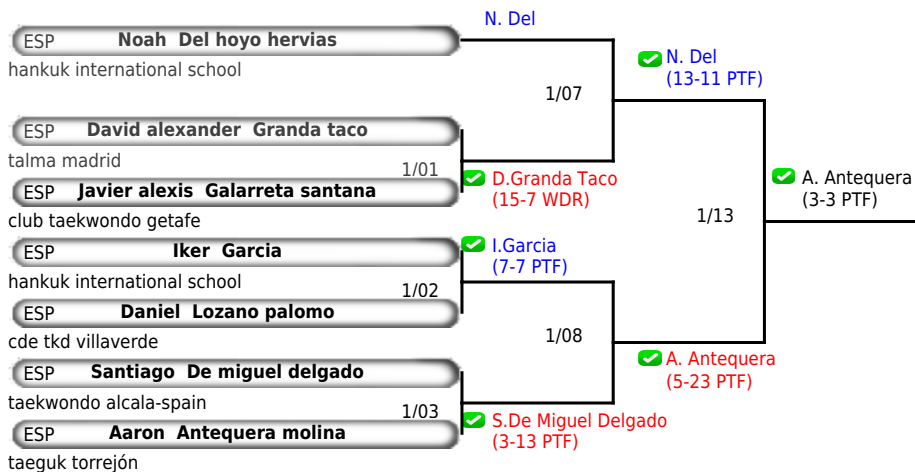 N. Del
ESP Noah Del hoyo hervias
hankuk international school
N. Del
(13-11 PTF)
1/07
ESP David alexander Granda taco
talma madrid
1/01
D.Granda Taco
(15-7 WDR)
A. Antequera
(3-3 PTF)
ESP Javier alexis Galarreta santana
club taekwondo getafe
1/13
ESP Iker Garcia
I.Garcia
(7-7 PTF)
hankuk international school
1/02
ESP Daniel Lozano palomo
cde tkd villaverde
1/08
A. Antequera
(5-23 PTF)
ESP Santiago De miguel delgado
taekwondo alcala-spain
1/03
S.De Miguel Delgado
(3-13 PTF)
ESP Aaron Antequera molina
taeguk torrejón